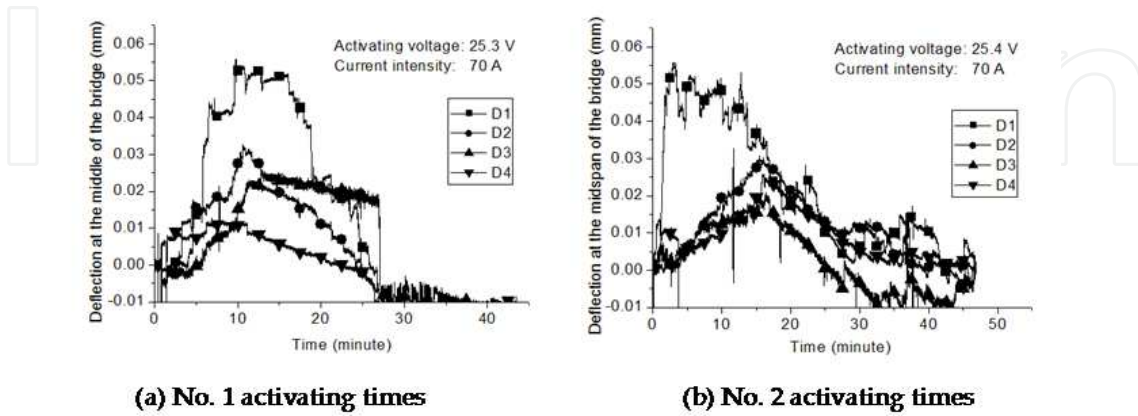 Deflection at the middle of the bridge (mm)
0.06
0.05
0.04
0.03
0.02
0.01
0.00
-0.01
Activating voltage: 25.3 V
Current intensity: 70 A
D1
D2
D3
D4
0 10 20 30 40
Time (minute)
(a) No. 1 activating times
Deflection at the midspan of the bridge (mm)
0.06
0.05
0.04
0.03
0.02
0.01
0.00
-0.01
Activating voltage: 25.4 V
Current intensity: 70 A
D1
D2
D3
D4
0 10 20 30 40 50
Time (minute)
(b) No. 2 activating times